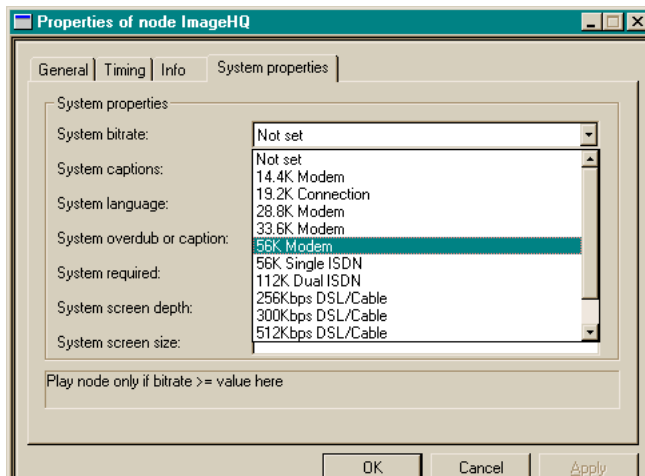 Properties of node ImageHQ
General Timing Info System properties
System properties
System bitrate: Not set
Not set
System captions: 14.4K Modem
19.2K Connection
System language: 28.8K Modem
33.6K Modem
System overdub or caption: 56K Modem
56K Single ISDN
System required: 112K Dual ISDN
256Kbps DSL/Cable
System screen depth: 300Kbps DSL/Cable
512Kbps DSL/Cable
System screen size:
Play node only if bitrate >= value here
OK Cancel Apply